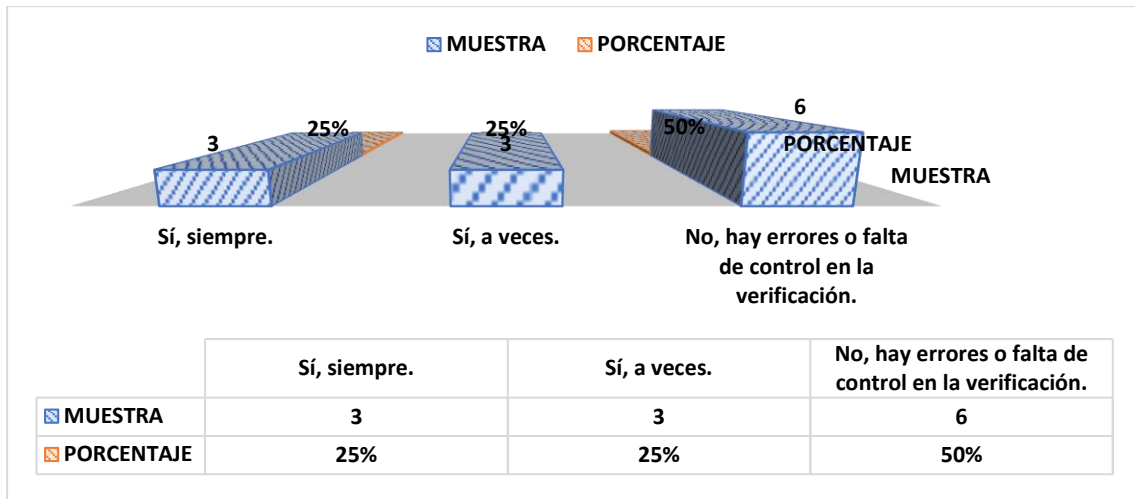 MUESTRA PORCENTAJE
3 25% 25% 3 50% 6
PORCENTAJE
MUESTRA
Sí, siempre. Sí, a veces. No, hay errores o falta
de control en la
verificación.
Sí, siempre. Sí, a veces. No, hay errores o falta de
control en la verificación.
MUESTRA 3 3 6
PORCENTAJE 25% 25% 50%